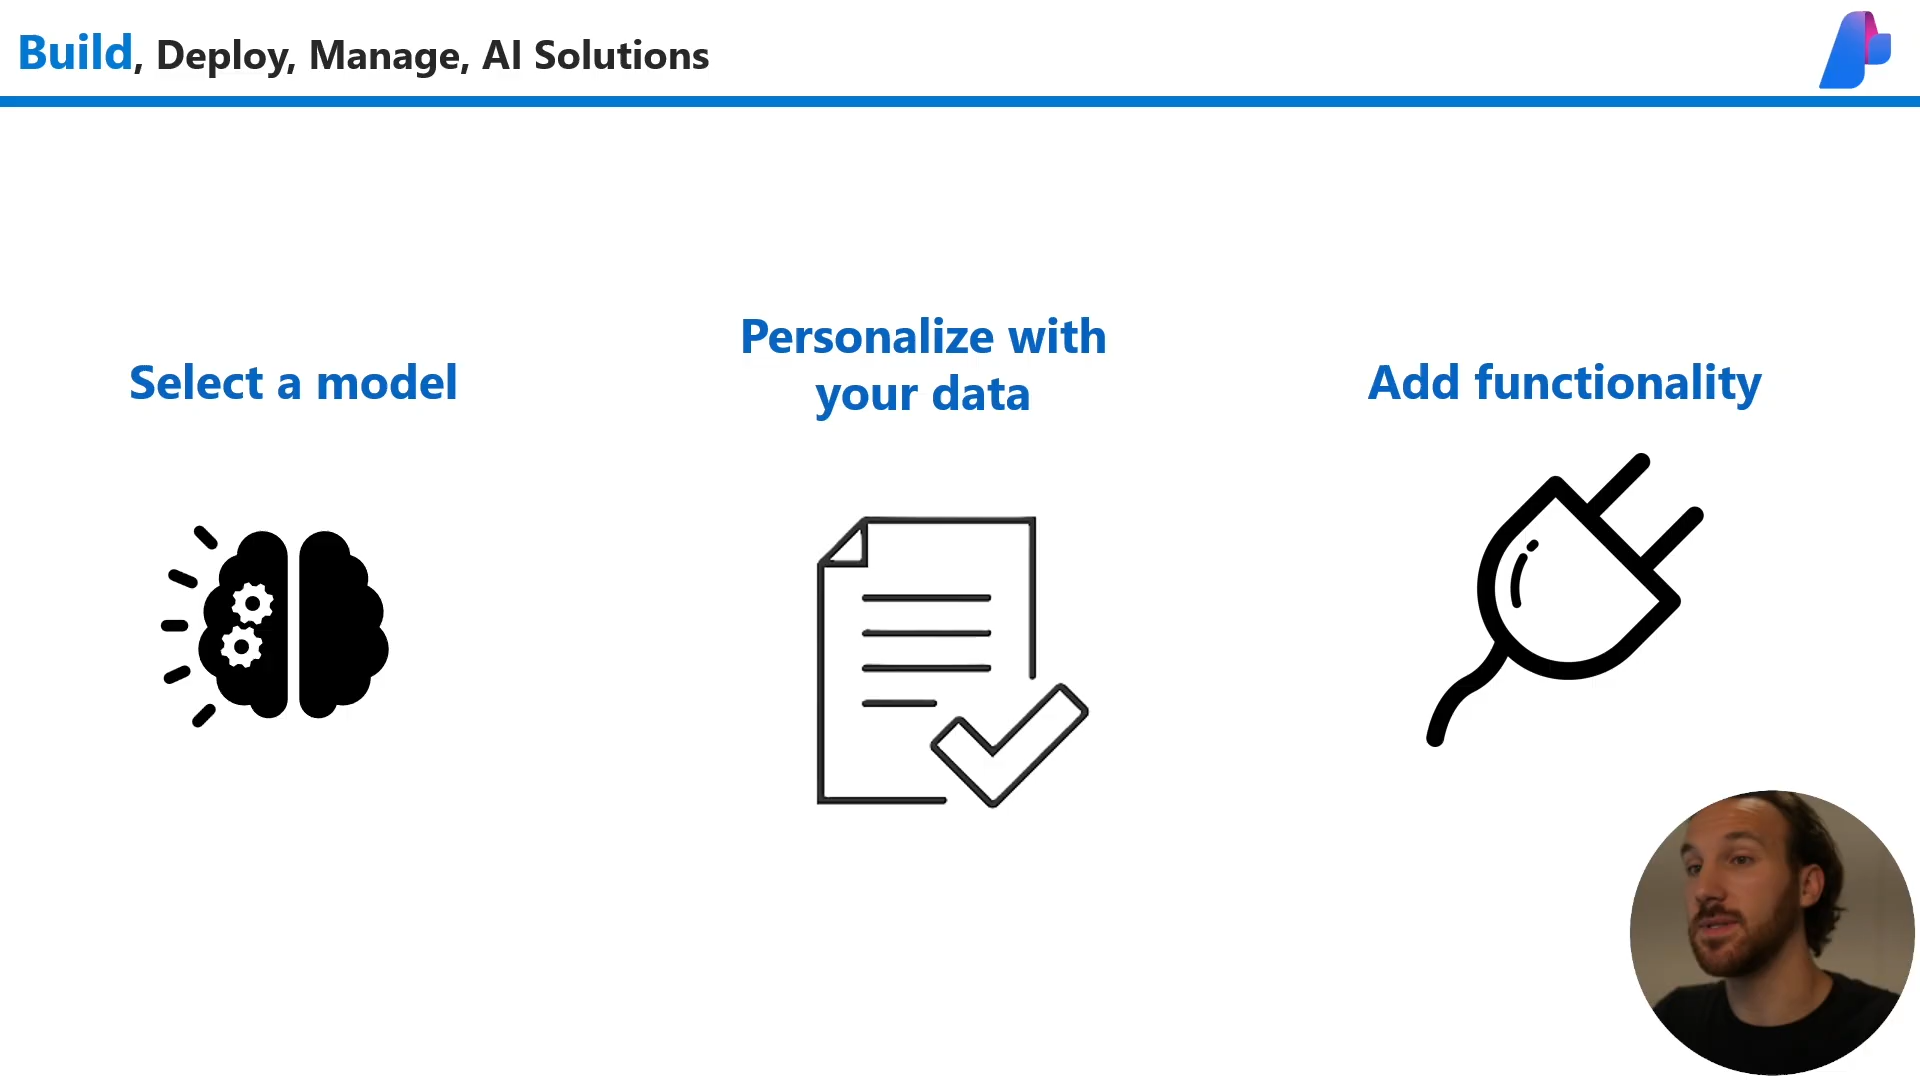 Build, Deploy, Manage, AI Solutions
Select a model
Personalize with
your data
Add functionality